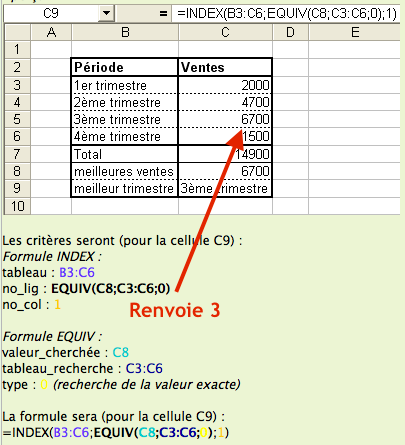 C9 = =INDEX(B3:C6;EQUIV(C8;C3:C6;0);1)
A B C D E
1
2 Période Ventes
3 1er trimestre 2000
4 2ème trimestre 4700
5 3ème trimestre 6700
6 4ème trimestre 1500
7 Total 14900
8 meilleures ventes 6700
9 meilleur trimestre 3ème trimestre
10
Les critères seront (pour la cellule C9) :
Formule INDEX :
tableau : B3:C6
no_lig : EQUIV(C8;C3:C6;0)
no_col : 1
Renvoie 3
Formule EQUIV :
valeur_cherchée : C8
tableau_recherche : C3:C6
type : 0 (recherche de la valeur exacte)
La formule sera (pour la cellule C9) :
=INDEX(B3:C6;EQUIV(C8;C3:C6;0);1)